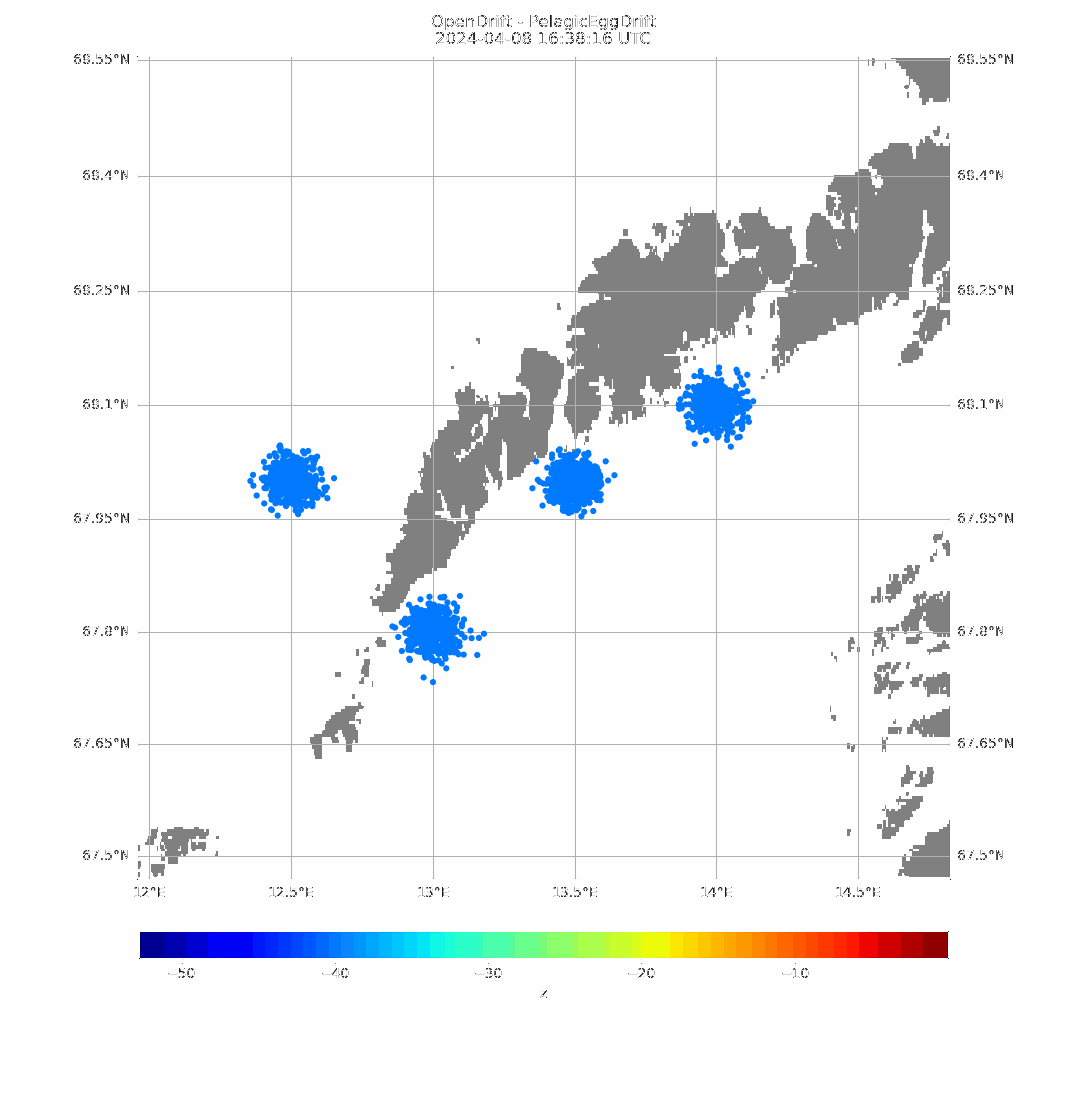 OpenDrift - PelagicEggDrift
2024-04-08 16:38:16 UTC
68.55°N 68.55°N
68.4°N 68.4°N
68.25°N 68.25°N
68.1°N 68.1°N
67.95°N 67.95°N
67.8°N 67.8°N
67.65°N 67.65°N
67.5°N 67.5°N
12°E 12.5°E 13°E 13.5°E 14°E 14.5°E
−50 −40 −30 −20 −10
z